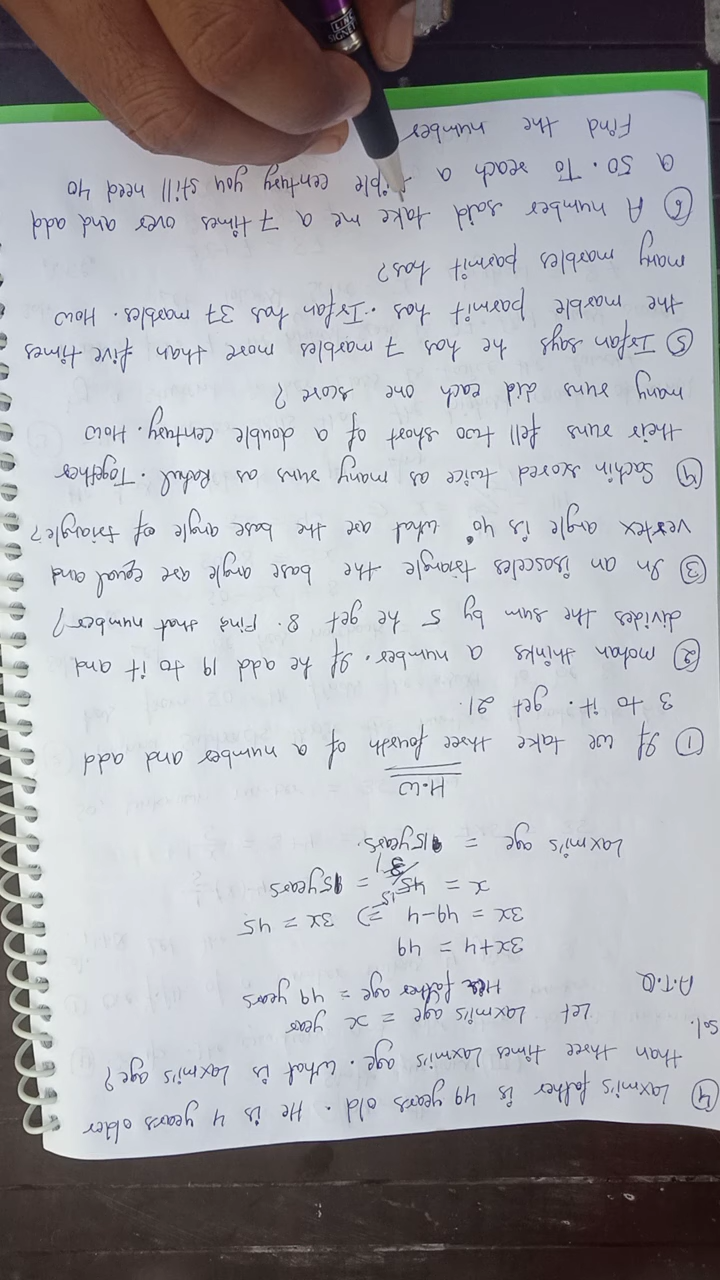 ④ Laxmi's father is 49 years old. He is 4 years older
than three times Laxmi's age. What is Laxmi's age?
Sol. Let Laxmi's age = x year
A.T.Q father age = 49 years
3x+4 = 49
3x = 49-4 ⇒ 3x = 45
x = 45/3 = 15years
15
1
Laxmi's age = 15years.
H.W
① If we take three fourth of a number and add
3 to it. get 21.
② mohan thinks a number. If he add 19 to it and
divides the sum by 5 he get 8. Find that number?
③ In an isosceles triangle the base angle are equal and
vertex angle is 40° what are the base angle of triangle?
④ Sachin scored twice as many runs as Rahul. Together
their runs fell two short of a double century. How
many runs did each one score?
⑤ Irfan says he has 7 marbles more than five times
the marble parmit has. Irfan has 37 marbles. How
many marbles parmit has?
⑥ A number said take me a 7 times over and add
a 50. To reach a century you still need 40
Find the number